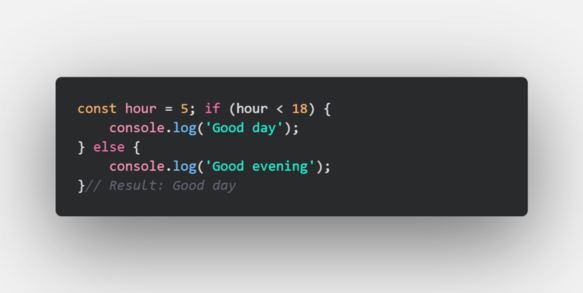 const hour = 5; if (hour < 18) {
    console.log('Good day');
} else {
    console.log('Good evening');
}// Result: Good day